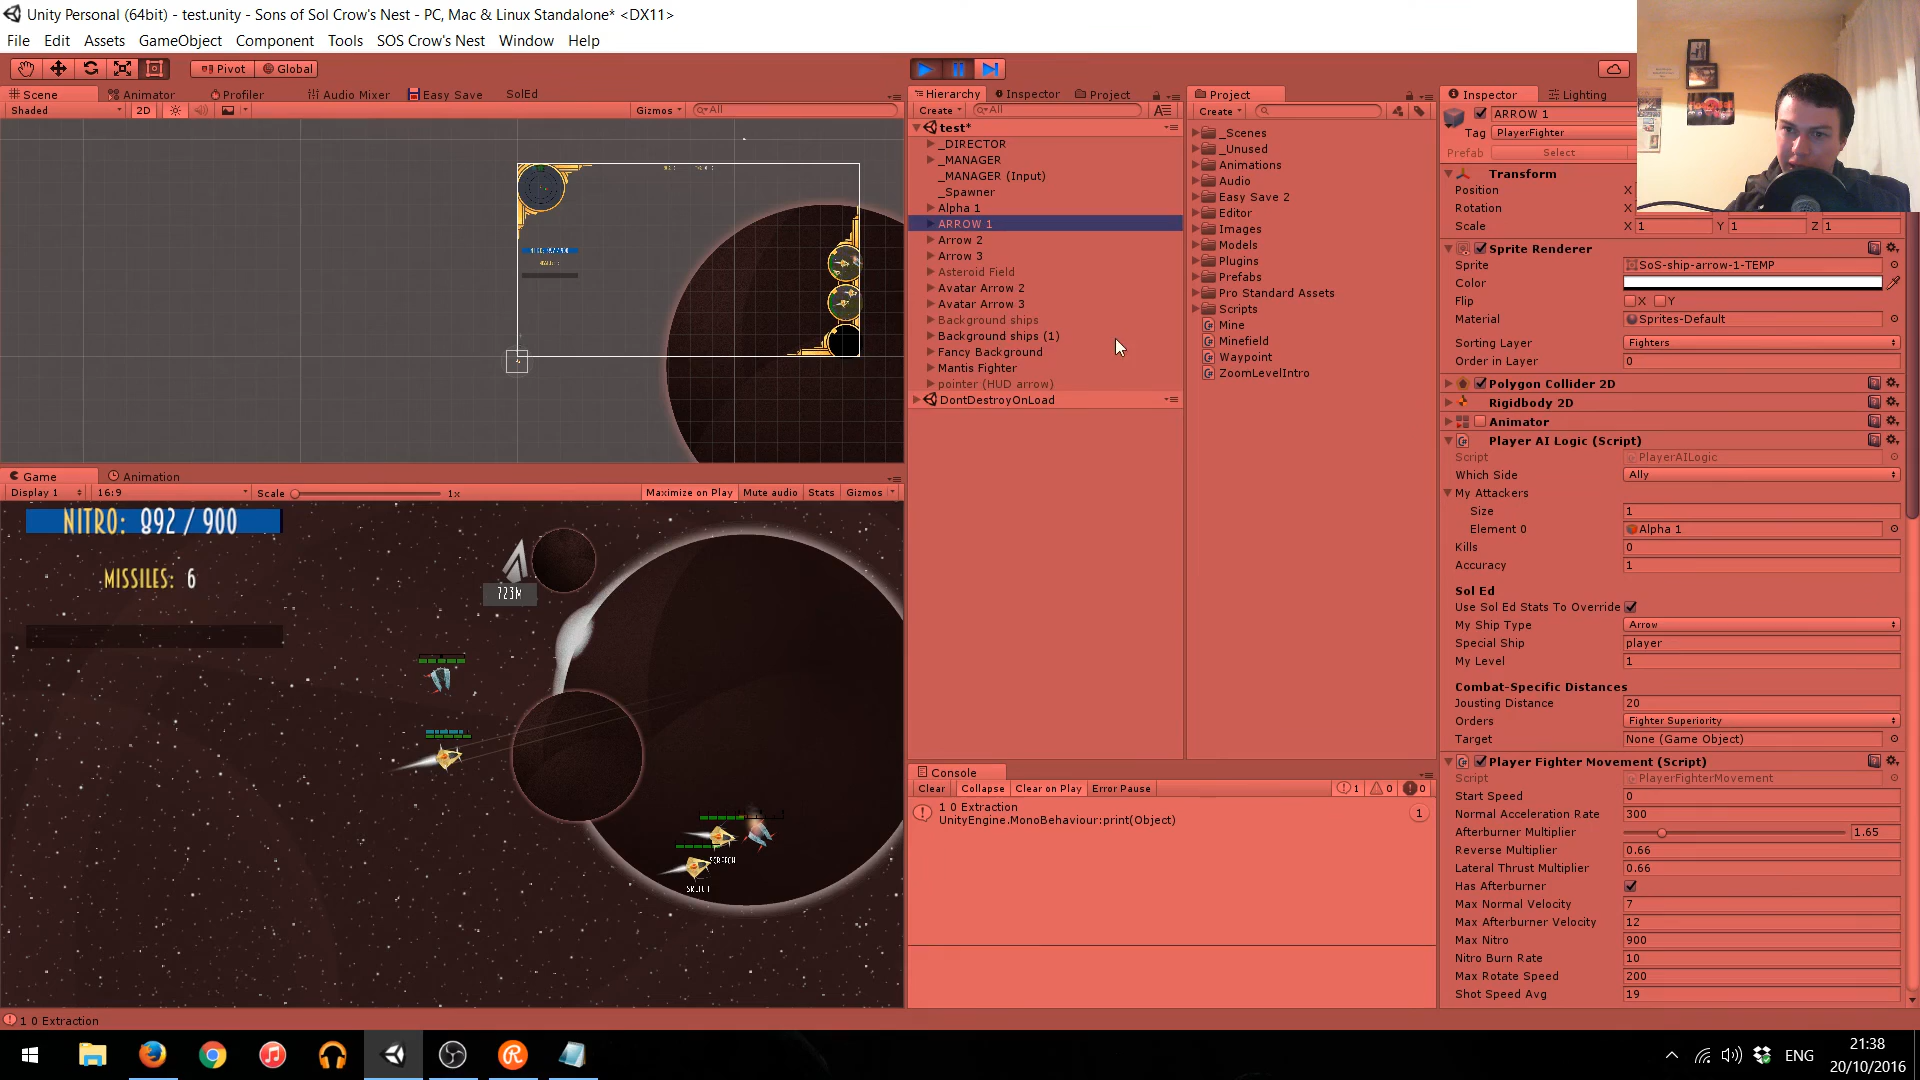 Unity Personal (64bit) - test.unity - Sons of Sol Crow's Nest - PC, Mac & Linux Standalone* <DX11>
File Edit Assets GameObject Component Tools SOS Crow's Nest Window Help
Pivot Global
Scene Animator Profiler Audio Mixer Easy Save SolEd
Shaded 2D Gizmos All
Game Animation
Display 1 16:9 Scale 1x Maximize on Play Mute audio Stats Gizmos
NITRO: 892 / 900
MISSILES: 6
723M
SCREECH
Hierarchy Inspector Project
Create All
test*
_DIRECTOR
_MANAGER
_MANAGER (Input)
_Spawner
Alpha 1
ARROW 1
Arrow 2
Arrow 3
Asteroid Field
Avatar Arrow 2
Avatar Arrow 3
Background ships
Background ships (1)
Fancy Background
Mantis Fighter
pointer (HUD arrow)
DontDestroyOnLoad
Project
Create
_Scenes
_Unused
Animations
Audio
Easy Save 2
Editor
Images
Models
Plugins
Prefabs
Pro Standard Assets
Scripts
Mine
Minefield
Waypoint
ZoomLevelIntro
Console
Clear Collapse Clear on Play Error Pause 1 0 0
1 0 Extraction
UnityEngine.MonoBehaviour:print(Object)
1
Inspector Lighting
ARROW 1
Tag PlayerFighter
Prefab Select
Transform
Position X
Rotation X
Scale X 1 Y 1 Z 1
Sprite Renderer
Sprite SoS-ship-arrow-1-TEMP
Color
Flip X Y
Material Sprites-Default
Sorting Layer Fighters
Order in Layer 0
Polygon Collider 2D
Rigidbody 2D
Animator
Player AI Logic (Script)
Script PlayerAILogic
Which Side Ally
My Attackers
Size 1
Element 0 Alpha 1
Kills 0
Accuracy 1
Sol Ed
Use Sol Ed Stats To Override
My Ship Type Arrow
Special Ship player
My Level 1
Combat-Specific Distances
Jousting Distance 20
Orders Fighter Superiority
Target None (Game Object)
Player Fighter Movement (Script)
Script PlayerFighterMovement
Start Speed 0
Normal Acceleration Rate 300
Afterburner Multiplier 1.65
Reverse Multiplier 0.66
Lateral Thrust Multiplier 0.66
Has Afterburner
Max Normal Velocity 7
Max Afterburner Velocity 12
Max Nitro 900
Nitro Burn Rate 10
Max Rotate Speed 200
Shot Speed Avg 19
1 0 Extraction
ENG
21:38
20/10/2016